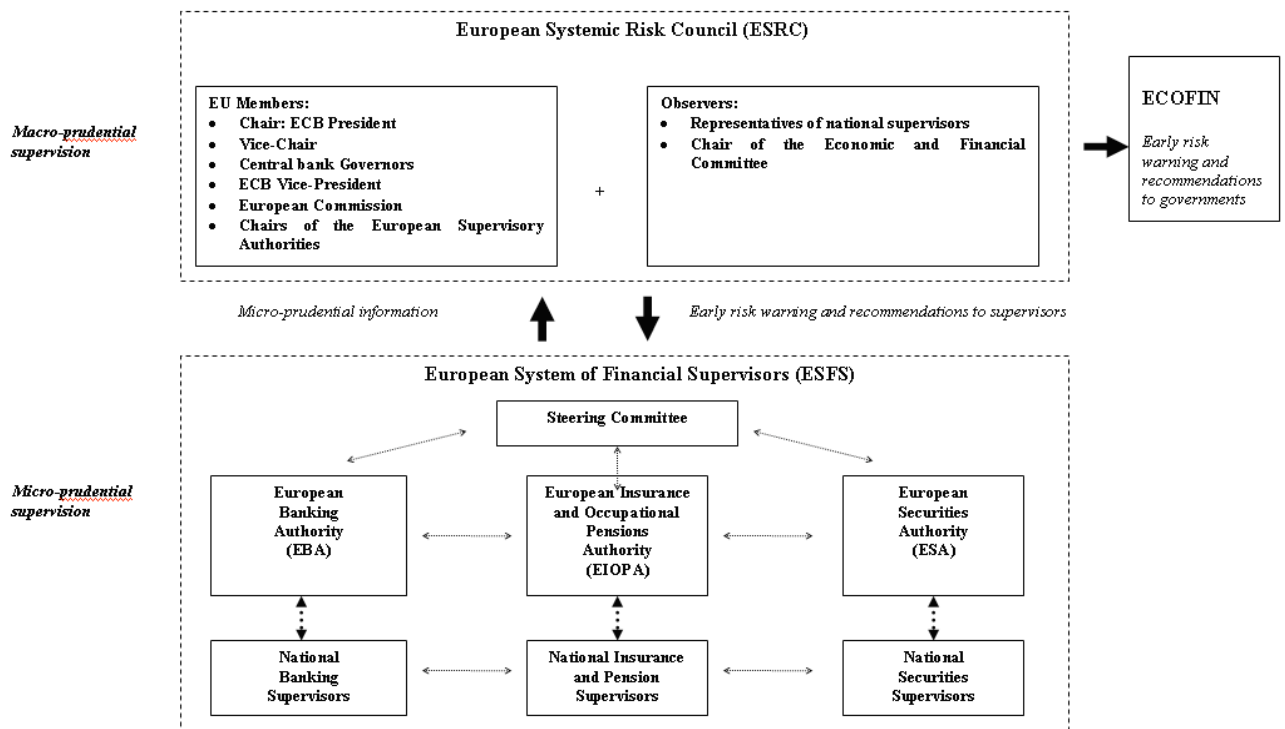 European Systemic Risk Council (ESRC)
Macro-prudential
supervision
EU Members:
• Chair: ECB President
• Vice-Chair
• Central bank Governors
• ECB Vice-President
• European Commission
• Chairs of the European Supervisory
Authorities
+
Observers:
• Representatives of national supervisors
• Chair of the Economic and Financial
Committee
ECOFIN
Early risk
warning and
recommendations
to governments
Micro-prudential information
Early risk warning and recommendations to supervisors
European System of Financial Supervisors (ESFS)
Steering Committee
Micro-prudential
supervision
European
Banking
Authority
(EBA)
European Insurance
and Occupational
Pensions
Authority
(EIOPA)
European
Securities
Authority
(ESA)
National
Banking
Supervisors
National Insurance
and Pension
Supervisors
National
Securities
Supervisors